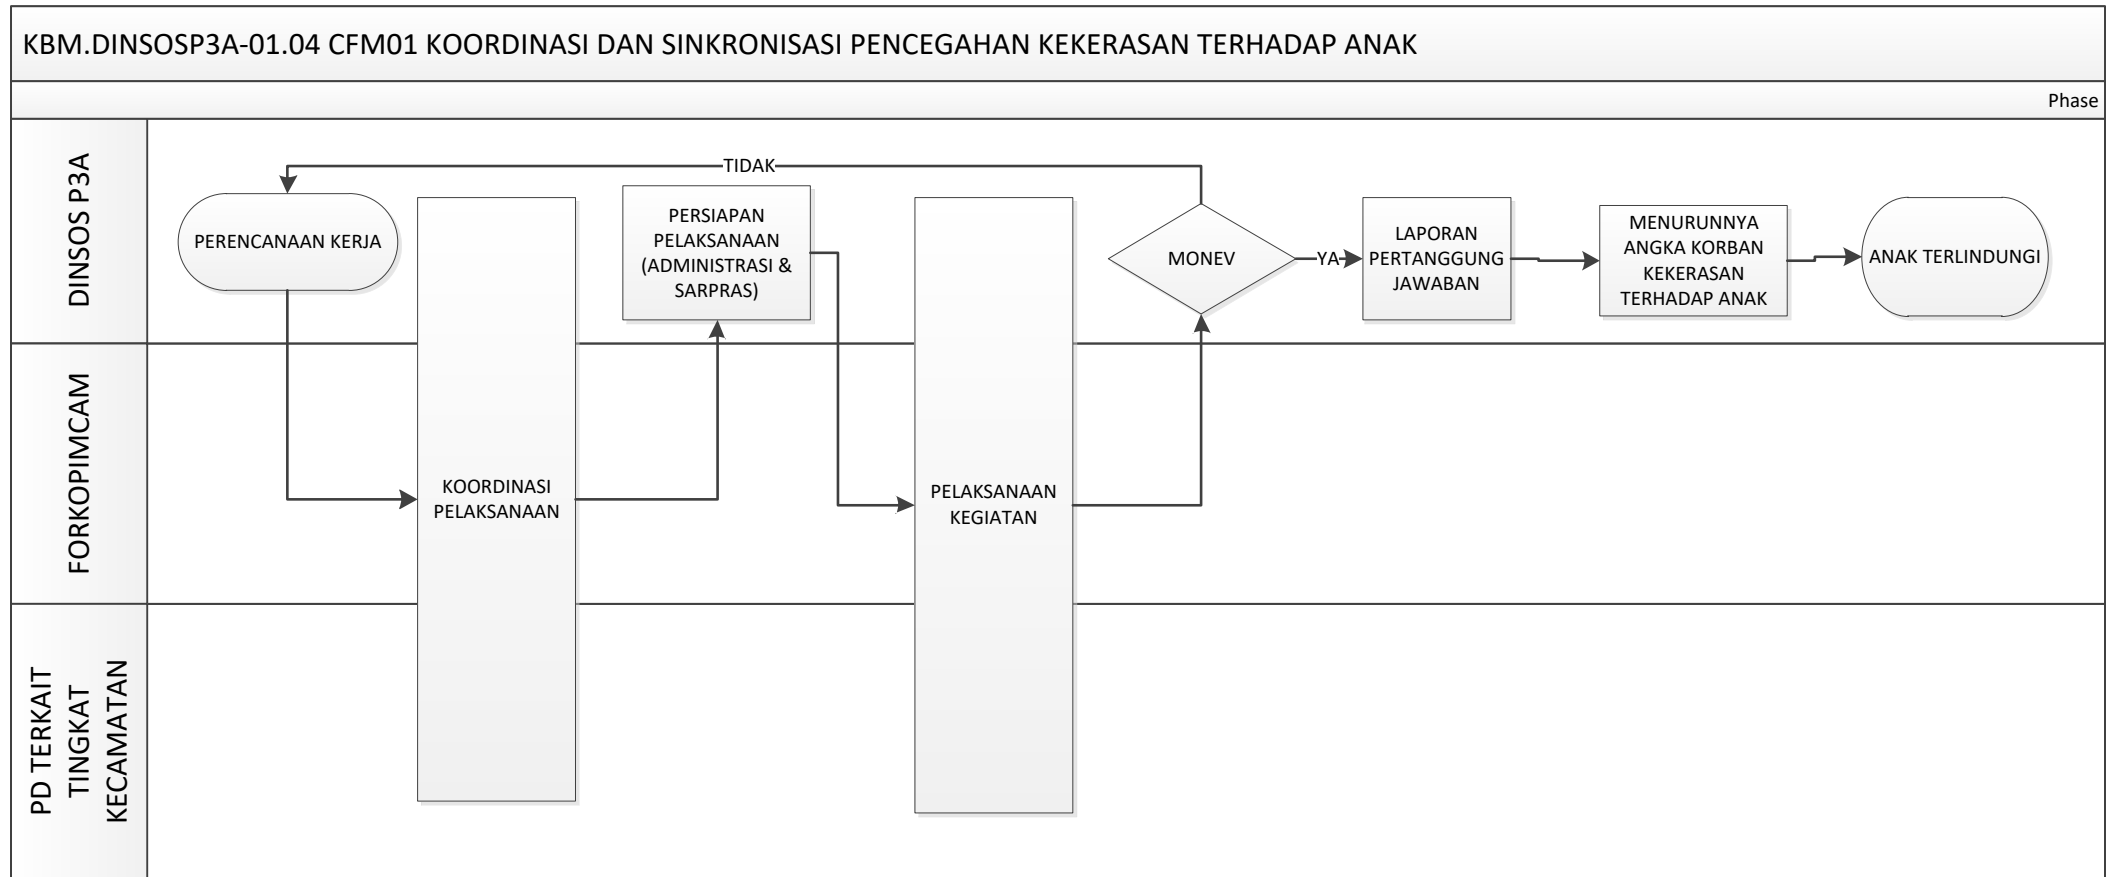 KBM.DINSOSP3A-01.04 CFM01 KOORDINASI DAN SINKRONISASI PENCEGAHAN KEKERASAN TERHADAP ANAK
Phase
DINSOS P3A
TIDAK
PERENCANAAN KERJA
PERSIAPAN
PELAKSANAAN
(ADMINISTRASI &
SARPRAS)
MONEV
YA
LAPORAN
PERTANGGUNG
JAWABAN
MENURUNNYA
ANGKA KORBAN
KEKERASAN
TERHADAP ANAK
ANAK TERLINDUNGI
FORKOPIMCAM
KOORDINASI
PELAKSANAAN
PELAKSANAAN
KEGIATAN
PD TERKAIT
TINGKAT
KECAMATAN